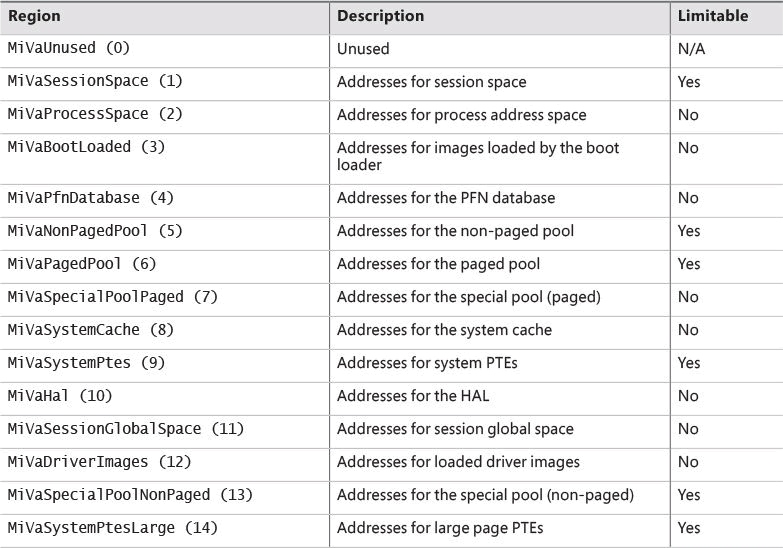 Region Description Limitable
MiVaUnused (0) Unused N/A
MiVaSessionSpace (1) Addresses for session space Yes
MiVaProcessSpace (2) Addresses for process address space No
MiVaBootLoaded (3) Addresses for images loaded by the boot No
loader
MiVaPfnDatabase (4) Addresses for the PFN database No
MiVaNonPagedPool (5) Addresses for the non-paged pool Yes
MiVaPagedPool (6) Addresses for the paged pool Yes
MiVaSpecialPoolPaged (7) Addresses for the special pool (paged) No
MiVaSystemCache (8) Addresses for the system cache No
MiVaSystemPtes (9) Addresses for system PTEs Yes
MiVaHal (10) Addresses for the HAL No
MiVaSessionGlobalSpace (11) Addresses for session global space No
MiVaDriverImages (12) Addresses for loaded driver images No
MiVaSpecialPoolNonPaged (13) Addresses for the special pool (non-paged) Yes
MiVaSystemPtesLarge (14) Addresses for large page PTEs Yes